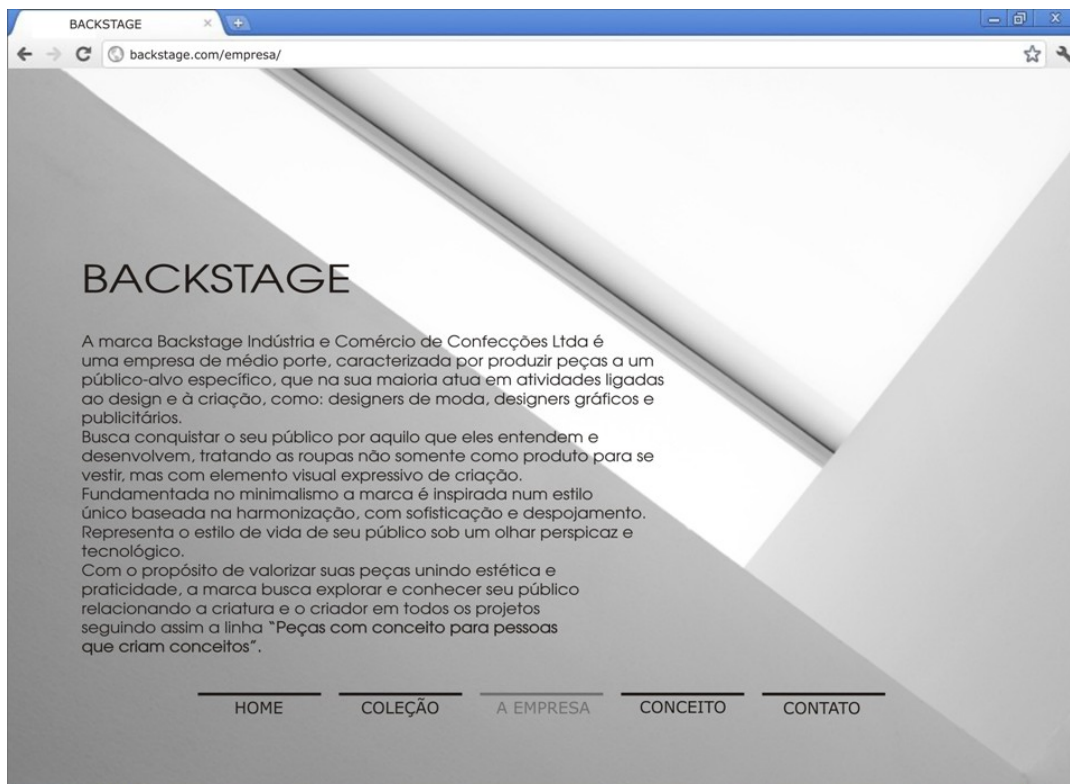 BACKSTAGE
backstage.com/empresa/
BACKSTAGE
A marca Backstage Indústria e Comércio de Confecções Ltda é
uma empresa de médio porte, caracterizada por produzir peças a um
público-alvo específico, que na sua maioria atua em atividades ligadas
ao design e à criação, como: designers de moda, designers gráficos e
publicitários.
Busca conquistar o seu público por aquilo que eles entendem e
desenvolvem, tratando as roupas não somente como produto para se
vestir, mas com elemento visual expressivo de criação.
Fundamentada no minimalismo a marca é inspirada num estilo
único baseada na harmonização, com sofisticação e despojamento.
Representa o estilo de vida de seu público sob um olhar perspicaz e
tecnológico.
Com o propósito de valorizar suas peças unindo estética e
praticidade, a marca busca explorar e conhecer seu público
relacionando a criatura e o criador em todos os projetos
seguindo assim a linha “Peças com conceito para pessoas
que criam conceitos”.
HOME COLEÇÃO A EMPRESA CONCEITO CONTATO